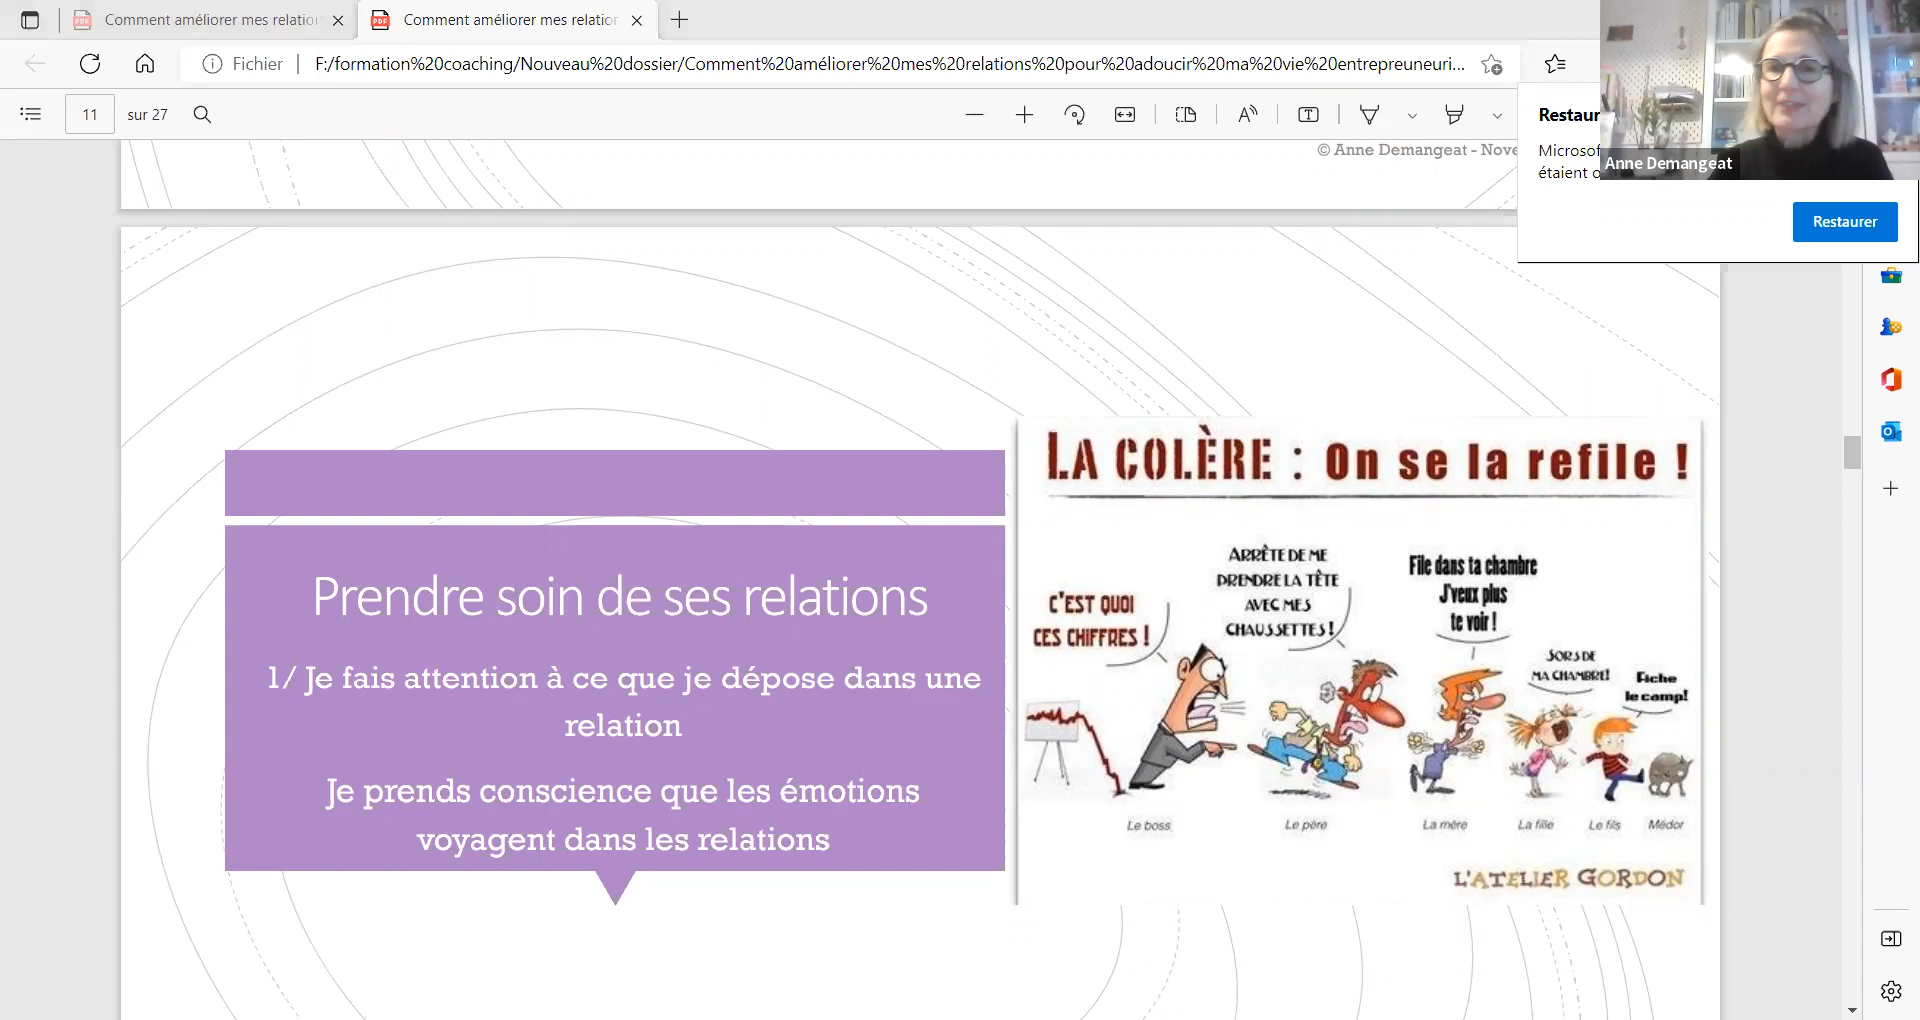 Comment améliorer mes relatio
Comment améliorer mes relation
Fichier
F:/formation%20coaching/Nouveau%20dossier/Comment%20améliorer%20mes%20relations%20pour%20adoucir%20ma%20vie%20entrepreuneuri...
11
sur 27
Restaur
Microsof
étaient o
Anne Demangeat
Restaurer
© Anne Demangeat - Nove
LA COLÈRE : On se la refile !
Prendre soin de ses relations
1/ Je fais attention à ce que je dépose dans une
relation
Je prends conscience que les émotions
voyagent dans les relations
C'EST QUOI
CES CHIFFRES !
ARRÊTE DE ME
PRENDRE LA TÊTE
AVEC MES
CHAUSSETTES !
File dans ta chambre
J'veux plus
te voir !
SORS DE
MA CHAMBRE!
Fiche
le camp!
Le boss
Le père
La mère
La fille
Le fils
Médor
L'ATELIER GORDON